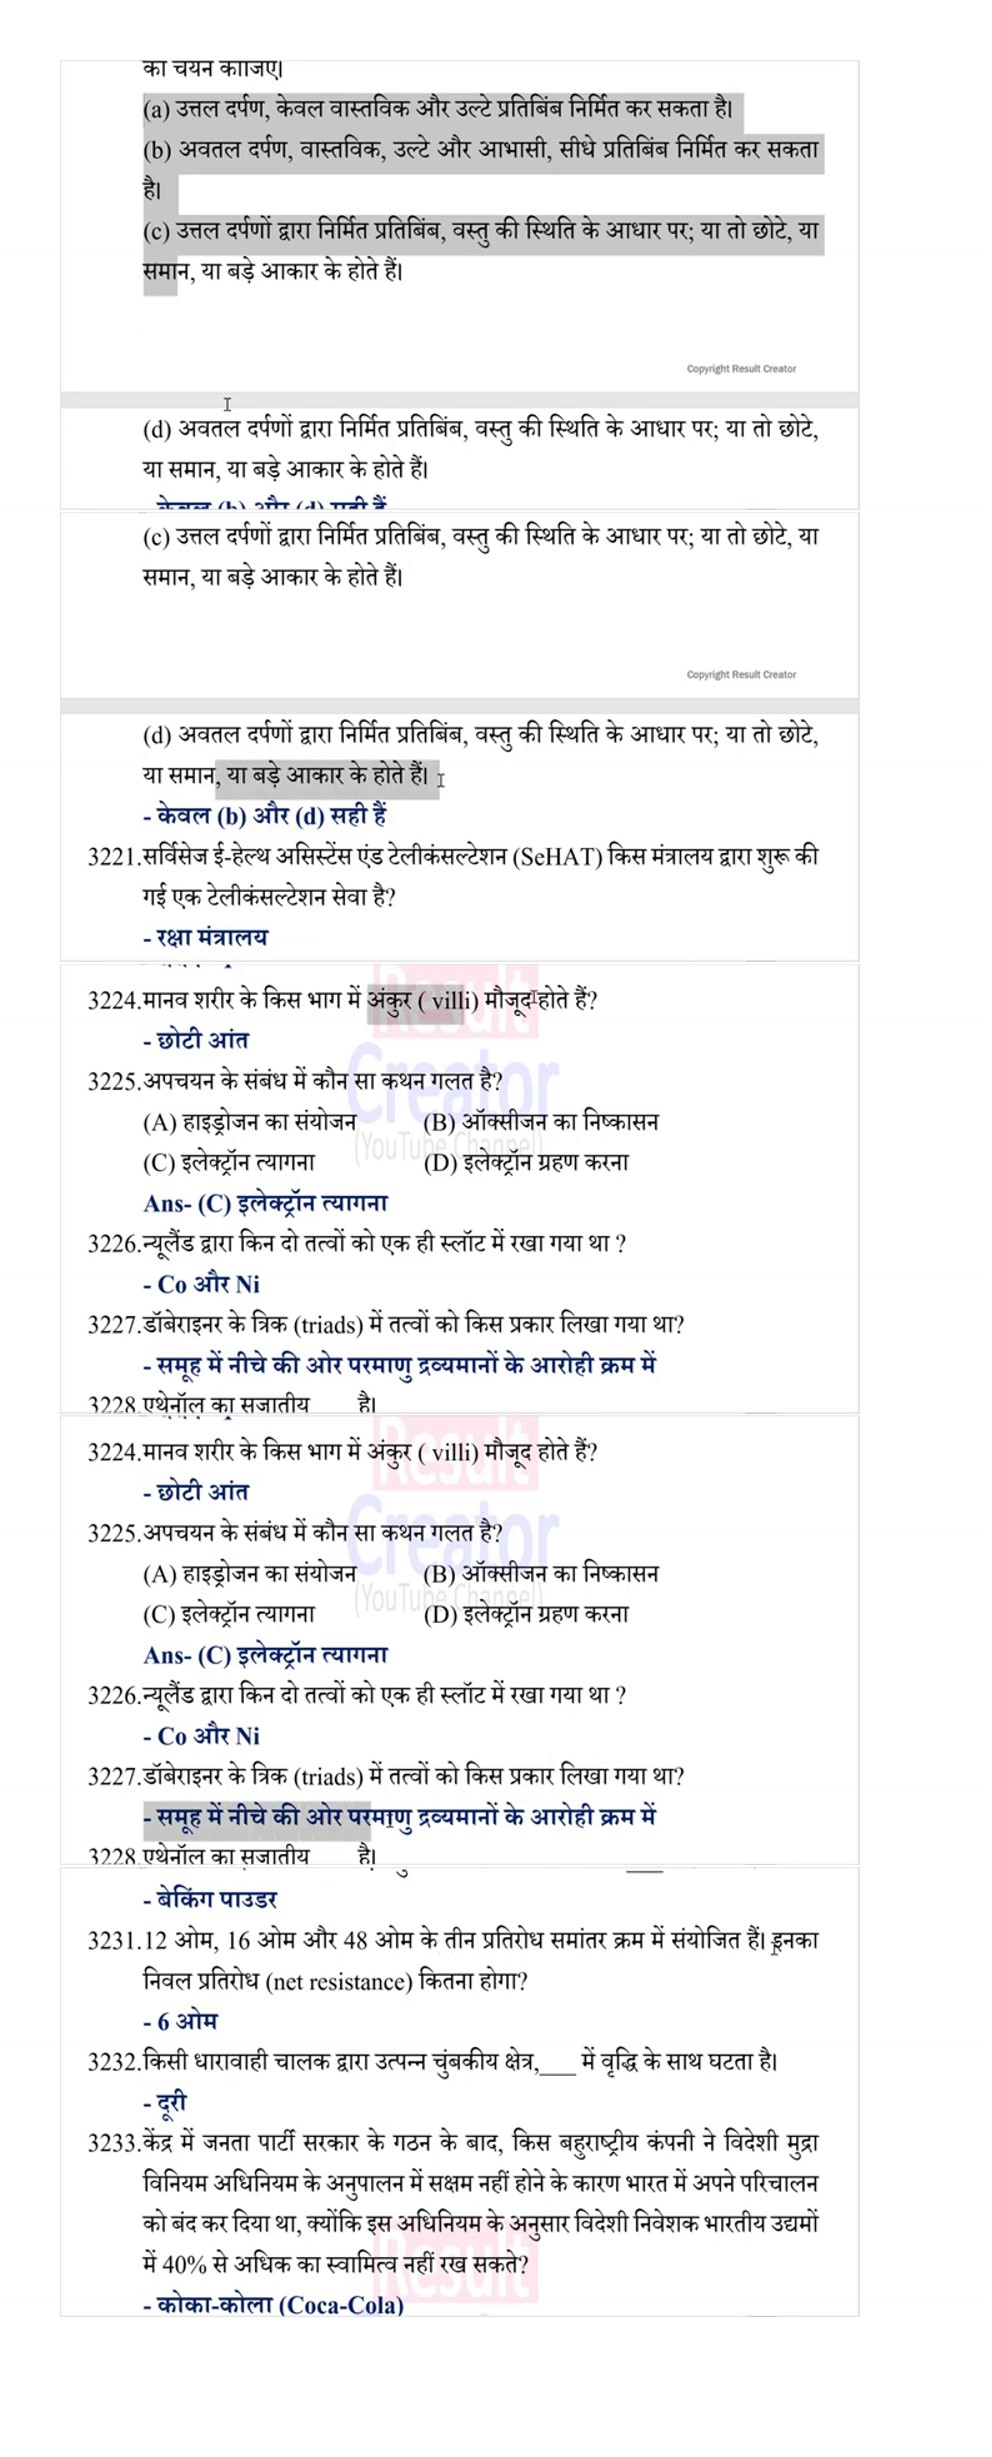 का चयन कीजिए।
(a) उत्तल दर्पण, केवल वास्तविक और उल्टे प्रतिबिंब निर्मित कर सकता है।
(b) अवतल दर्पण, वास्तविक, उल्टे और आभासी, सीधे प्रतिबिंब निर्मित कर सकता
है।
(c) उत्तल दर्पणों द्वारा निर्मित प्रतिबिंब, वस्तु की स्थिति के आधार पर; या तो छोटे, या
समान, या बड़े आकार के होते हैं।
Copyright Result Creator
(d) अवतल दर्पणों द्वारा निर्मित प्रतिबिंब, वस्तु की स्थिति के आधार पर; या तो छोटे,
या समान, या बड़े आकार के होते हैं।
- केवल (b) और (d) सही हैं
(c) उत्तल दर्पणों द्वारा निर्मित प्रतिबिंब, वस्तु की स्थिति के आधार पर; या तो छोटे, या
समान, या बड़े आकार के होते हैं।
Copyright Result Creator
(d) अवतल दर्पणों द्वारा निर्मित प्रतिबिंब, वस्तु की स्थिति के आधार पर; या तो छोटे,
या समान, या बड़े आकार के होते हैं।
- केवल (b) और (d) सही हैं
3221.सर्विसेज ई-हेल्थ असिस्टेंस एंड टेलीकंसल्टेशन (SeHAT) किस मंत्रालय द्वारा शुरू की
गई एक टेलीकंसल्टेशन सेवा है?
- रक्षा मंत्रालय
Result
Creator
(YouTube Channel)
3224.मानव शरीर के किस भाग में अंकुर ( villi) मौजूद होते हैं?
- छोटी आंत
3225.अपचयन के संबंध में कौन सा कथन गलत है?
(A) हाइड्रोजन का संयोजन (B) ऑक्सीजन का निष्कासन
(C) इलेक्ट्रॉन त्यागना (D) इलेक्ट्रॉन ग्रहण करना
Ans- (C) इलेक्ट्रॉन त्यागना
3226.न्यूलैंड द्वारा किन दो तत्वों को एक ही स्लॉट में रखा गया था ?
- Co और Ni
3227.डॉबेराइनर के त्रिक (triads) में तत्वों को किस प्रकार लिखा गया था?
- समूह में नीचे की ओर परमाणु द्रव्यमानों के आरोही क्रम में
3228.एथेनॉल का सजातीय ___ है।
Result
Creator
(YouTube Channel)
3224.मानव शरीर के किस भाग में अंकुर ( villi) मौजूद होते हैं?
- छोटी आंत
3225.अपचयन के संबंध में कौन सा कथन गलत है?
(A) हाइड्रोजन का संयोजन (B) ऑक्सीजन का निष्कासन
(C) इलेक्ट्रॉन त्यागना (D) इलेक्ट्रॉन ग्रहण करना
Ans- (C) इलेक्ट्रॉन त्यागना
3226.न्यूलैंड द्वारा किन दो तत्वों को एक ही स्लॉट में रखा गया था ?
- Co और Ni
3227.डॉबेराइनर के त्रिक (triads) में तत्वों को किस प्रकार लिखा गया था?
- समूह में नीचे की ओर परमाणु द्रव्यमानों के आरोही क्रम में
3228.एथेनॉल का सजातीय ___ है।
- बेकिंग पाउडर
3231.12 ओम, 16 ओम और 48 ओम के तीन प्रतिरोध समांतर क्रम में संयोजित हैं। इनका
निवल प्रतिरोध (net resistance) कितना होगा?
- 6 ओम
3232.किसी धारावाही चालक द्वारा उत्पन्न चुंबकीय क्षेत्र,___ में वृद्धि के साथ घटता है।
- दूरी
3233.केंद्र में जनता पार्टी सरकार के गठन के बाद, किस बहुराष्ट्रीय कंपनी ने विदेशी मुद्रा
विनियम अधिनियम के अनुपालन में सक्षम नहीं होने के कारण भारत में अपने परिचालन
को बंद कर दिया था, क्योंकि इस अधिनियम के अनुसार विदेशी निवेशक भारतीय उद्यमों
में 40% से अधिक का स्वामित्व नहीं रख सकते?
- कोका-कोला (Coca-Cola)
Result